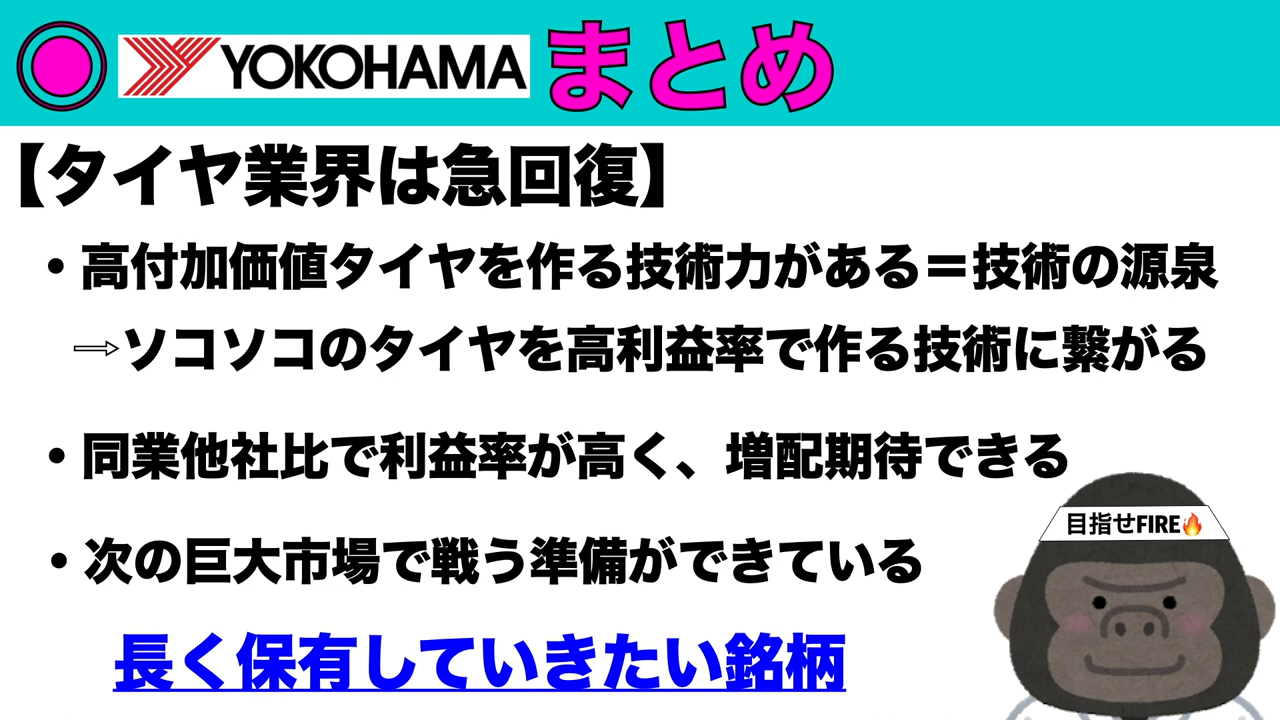 YOKOHAMA まとめ
【タイヤ業界は急回復】
・高付加価値タイヤを作る技術力がある＝技術の源泉
⇨ソコソコのタイヤを高利益率で作る技術に繋がる
・同業他社比で利益率が高く、増配期待できる
目指せFIRE🔥
・次の巨大市場で戦う準備ができている
長く保有していきたい銘柄